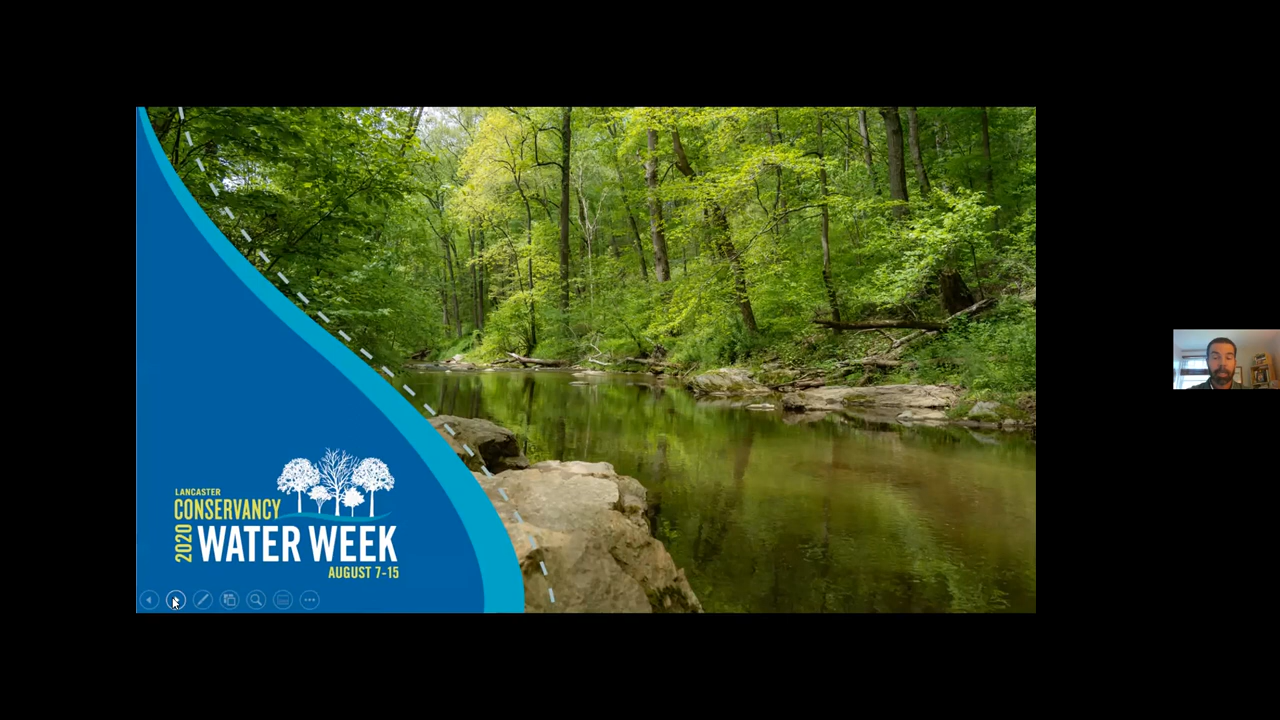 LANCASTER
CONSERVANCY
2020
WATER WEEK
AUGUST 7-15